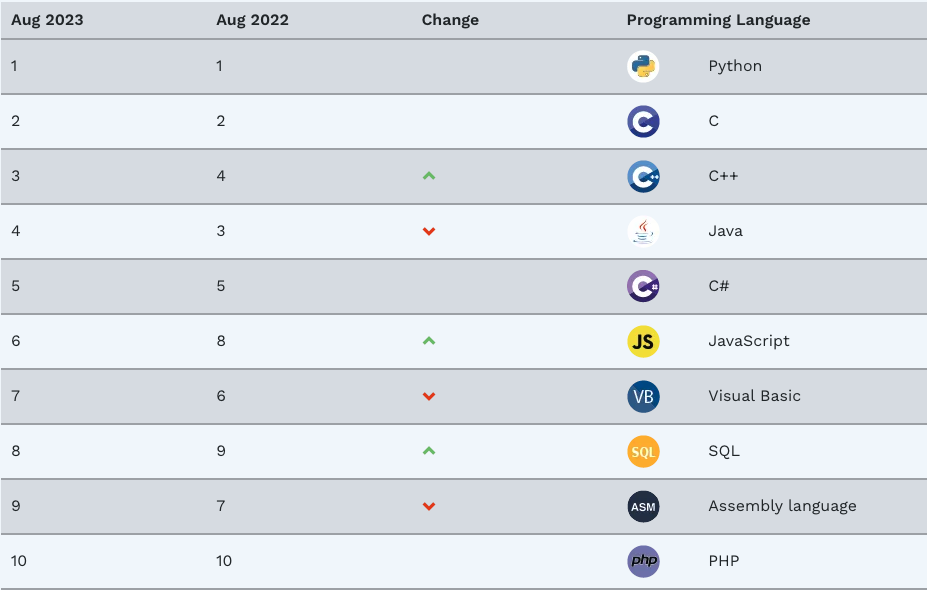 Aug 2023 Aug 2022 Change Programming Language
1 1 Python
2 2 C C
3 4 C++ C++
4 3 Java
5 5 C# C#
6 8 JS JavaScript
7 6 VB Visual Basic
8 9 SQL SQL
9 7 ASM Assembly language
10 10 php PHP